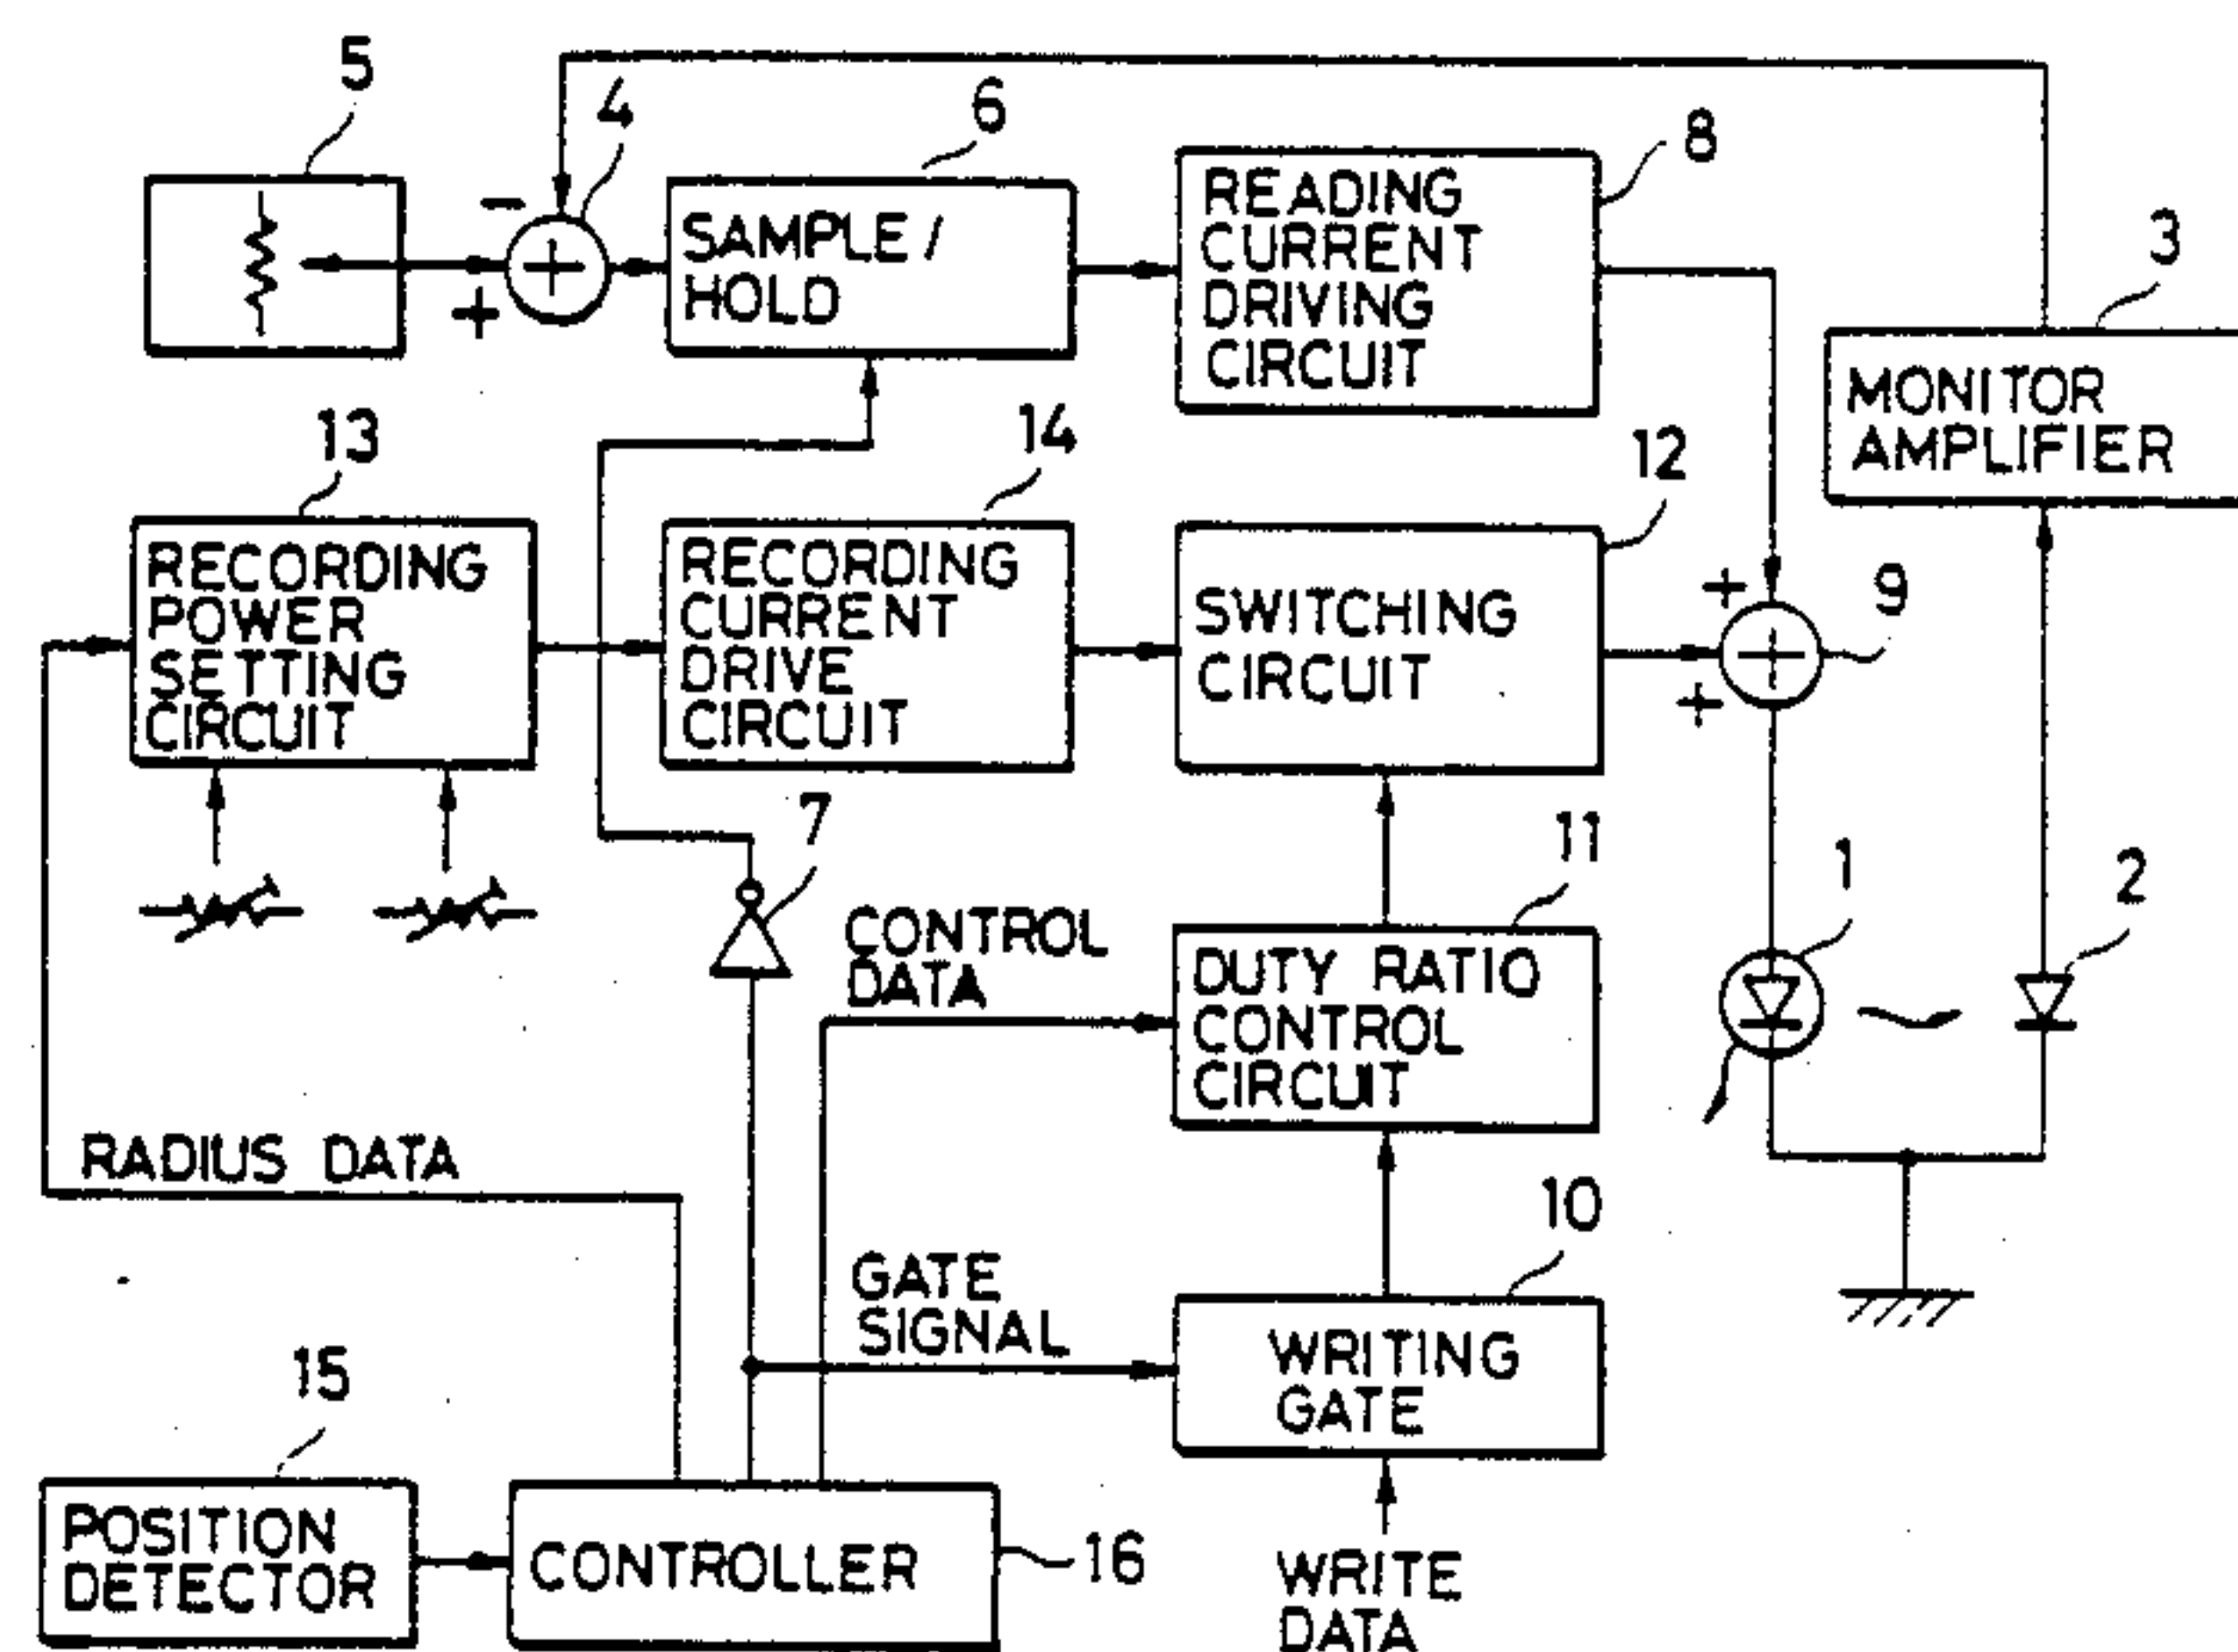 5
4
6
SAMPLE/
HOLD
8
READING
CURRENT
DRIVING
CIRCUIT
3
MONITOR
AMPLIFIER
-
+
13
RECORDING
POWER
SETTING
CIRCUIT
14
RECORDING
CURRENT
DRIVE
CIRCUIT
12
SWITCHING
CIRCUIT
+
+
9
7
CONTROL
DATA
11
DUTY RATIO
CONTROL
CIRCUIT
1
2
RADIUS DATA
GATE
SIGNAL
10
WRITING
GATE
15
POSITION
DETECTOR
CONTROLLER
16
WRITE
DATA